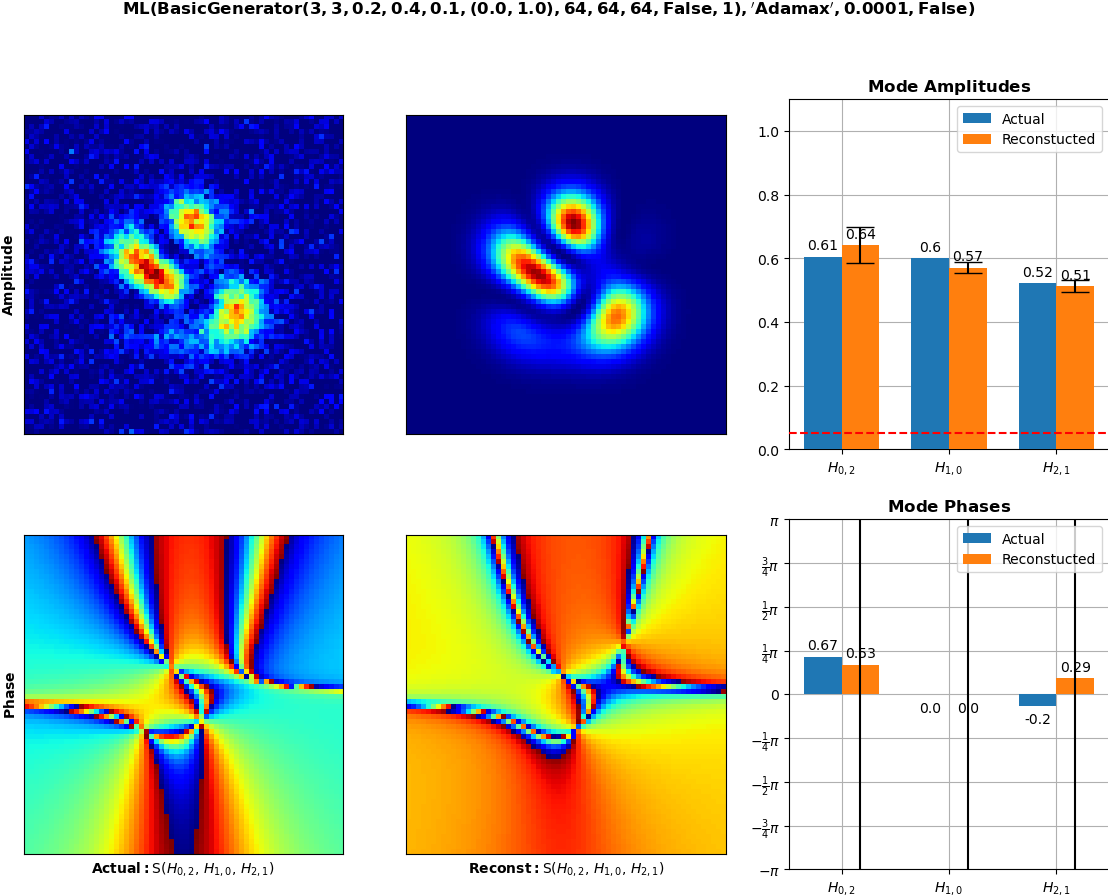 ML(BasicGenerator(3, 3, 0.2, 0.4, 0.1, (0.0, 1.0), 64, 64, 64, False, 1), ′Adamax′, 0.0001, False)
Mode Amplitudes
Actual
Reconstucted
1.0
0.8
0.6
0.4
0.2
0.0
0.61
0.64
0.6
0.57
0.52
0.51
H0,2
H1,0
H2,1
Amplitude
Mode Phases
Actual
Reconstucted
π
3/4π
1/2π
1/4π
0
−1/4π
−1/2π
−3/4π
−π
0.67
0.53
0.0
0.0
-0.2
0.29
H0,2
H1,0
H2,1
Phase
Actual: S(H0,2, H1,0, H2,1)
Reconst: S(H0,2, H1,0, H2,1)